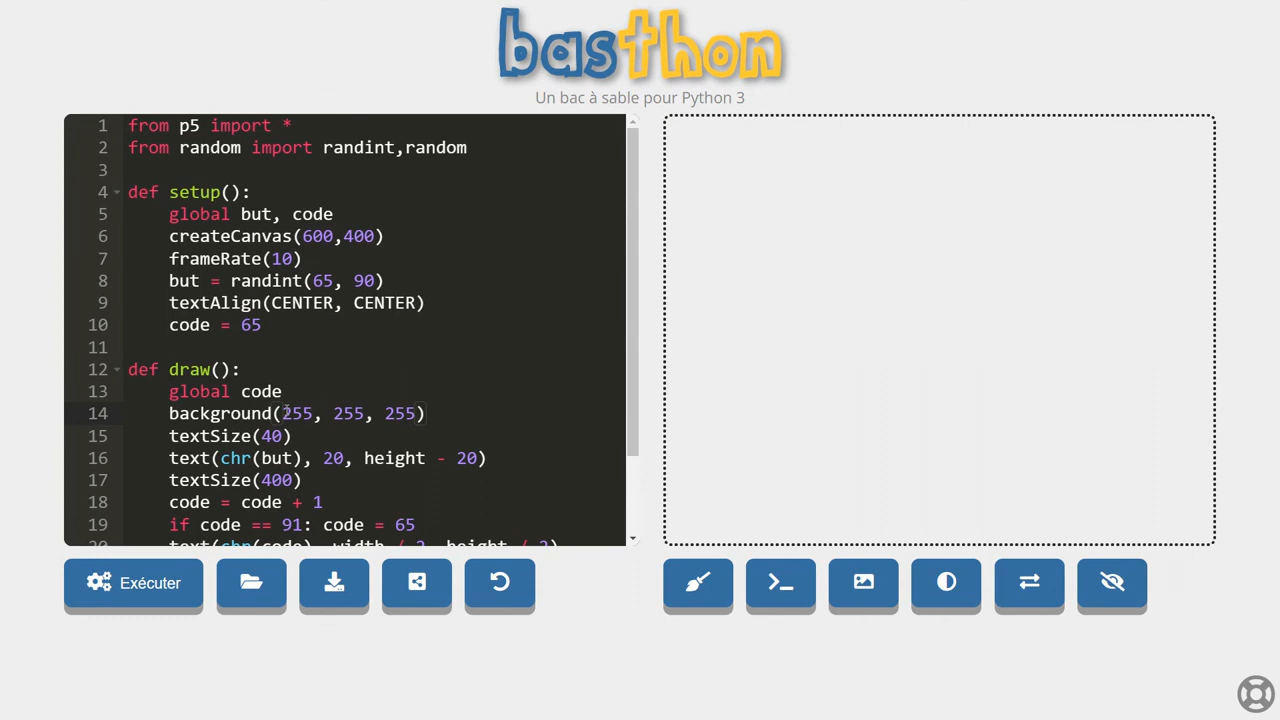 basthon
Un bac à sable pour Python 3
1 from p5 import *
2 from random import randint,random
3
4 def setup():
5 global but, code
6 createCanvas(600,400)
7 frameRate(10)
8 but = randint(65, 90)
9 textAlign(CENTER, CENTER)
10 code = 65
11
12 def draw():
13 global code
14 background(255, 255, 255)
15 textSize(40)
16 text(chr(but), 20, height - 20)
17 textSize(400)
18 code = code + 1
19 if code == 91: code = 65
20 text(chr(code), width / 2, height / 2)
Exécuter